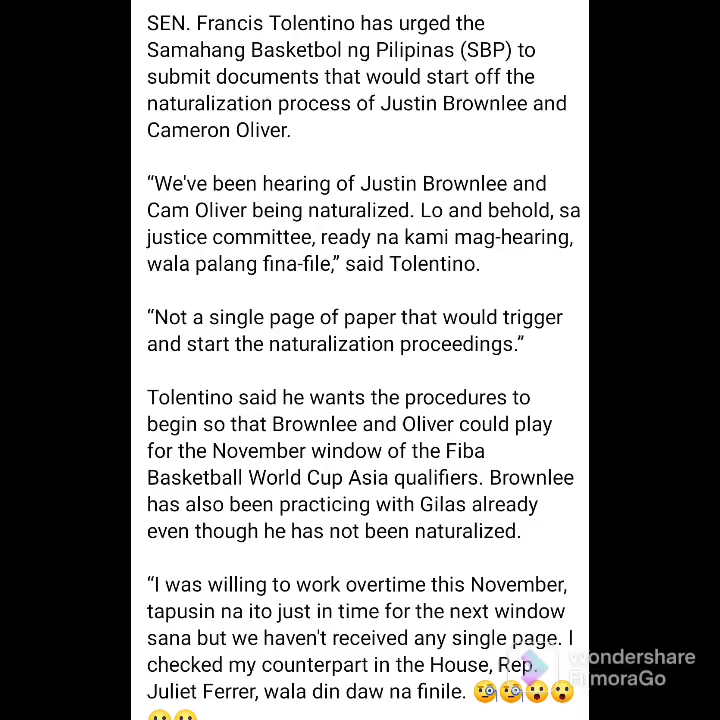 SEN. Francis Tolentino has urged the
Samahang Basketbol ng Pilipinas (SBP) to
submit documents that would start off the
naturalization process of Justin Brownlee and
Cameron Oliver.
“We've been hearing of Justin Brownlee and
Cam Oliver being naturalized. Lo and behold, sa
justice committee, ready na kami mag-hearing,
wala palang fina-file,” said Tolentino.
“Not a single page of paper that would trigger
and start the naturalization proceedings.”
Tolentino said he wants the procedures to
begin so that Brownlee and Oliver could play
for the November window of the Fiba
Basketball World Cup Asia qualifiers. Brownlee
has also been practicing with Gilas already
even though he has not been naturalized.
“I was willing to work overtime this November,
tapusin na ito just in time for the next window
sana but we haven't received any single page. I
checked my counterpart in the House, Rep.
Juliet Ferrer, wala din daw na finile. 🧐🧐😮😮
Wondershare
FilmoraGo